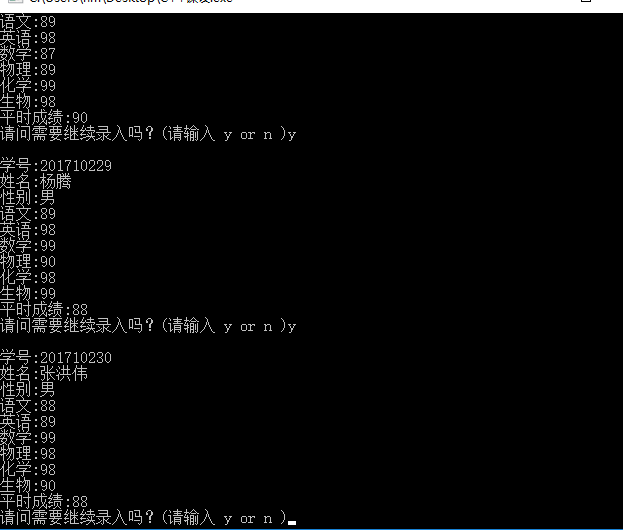 语文:89
英语:98
数学:87
物理:89
化学:99
生物:98
平时成绩:90
请问需要继续录入吗？(请输入 y or n )y
学号:201710229
姓名:杨腾
性别:男
语文:89
英语:98
数学:99
物理:90
化学:98
生物:99
平时成绩:88
请问需要继续录入吗？(请输入 y or n )y
学号:201710230
姓名:张洪伟
性别:男
语文:88
英语:89
数学:99
物理:98
化学:98
生物:90
平时成绩:88
请问需要继续录入吗？(请输入 y or n )